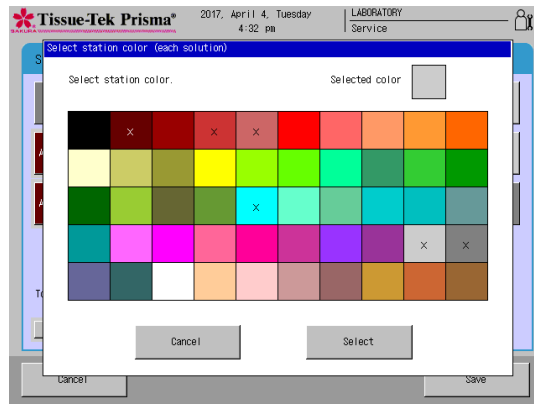 Tissue-Tek Prisma®
SAKURA
2017, April 4, Tuesday
4:32 pm
LABORATORY
Service
Select station color (each solution)
Select station color.
Selected color
X X X
X
X X
Cancel
Select
Cancel
Save